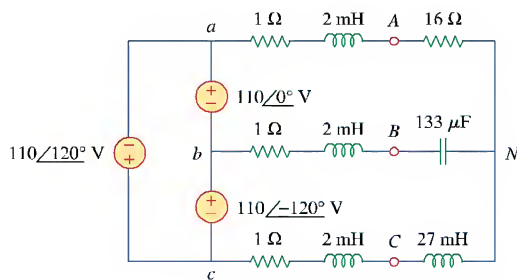 1 Ω 2 mH A 16 Ω
a
+
−
110/0° V
1 Ω 2 mH B 133 μF
110/120° V
−
+
b
N
+
−
110/−120° V
1 Ω 2 mH C 27 mH
c